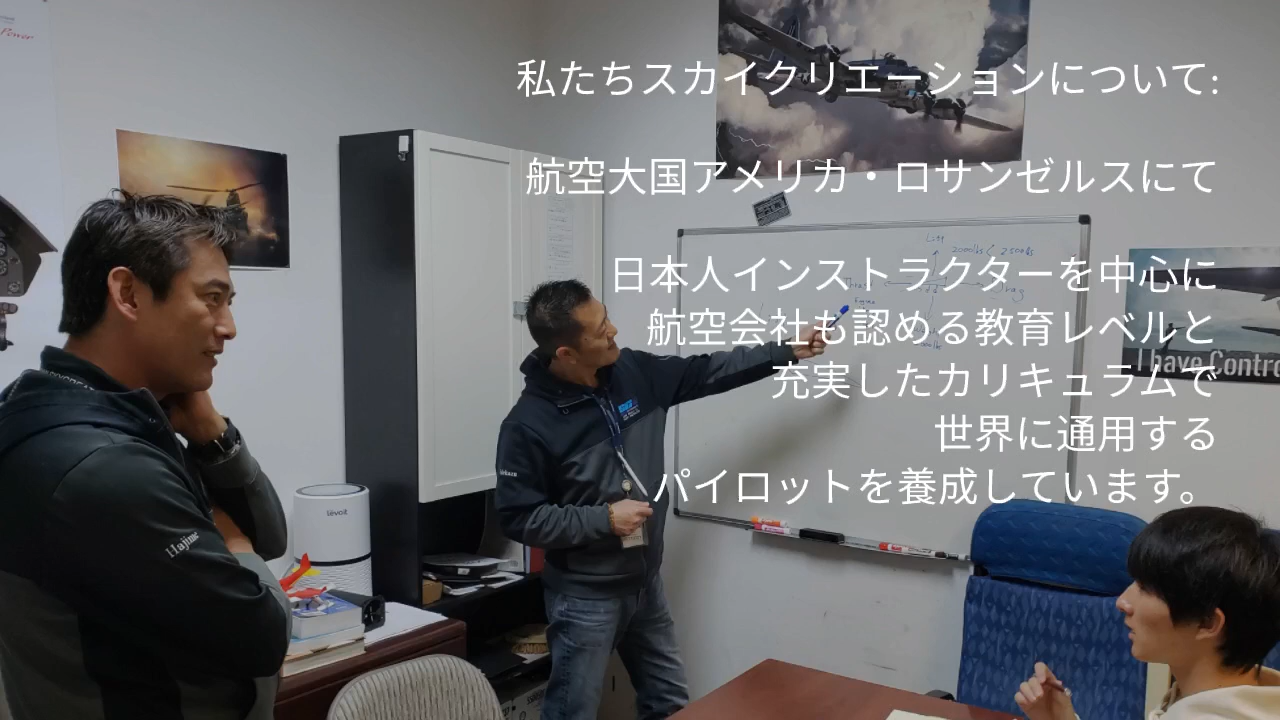 私たちスカイクリエーションについて:
航空大国アメリカ・ロサンゼルスにて
日本人インストラクターを中心に
航空会社も認める教育レベルと
充実したカリキュラムで
世界に通用する
パイロットを養成しています。
Power
I have Contro
levoit
Hajime
2000lbs < 2500lbs